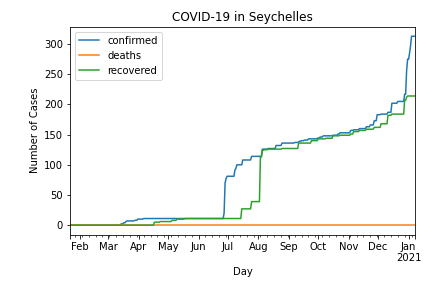 COVID-19 in Seychelles
confirmed
deaths
recovered
Number of Cases
300
250
200
150
100
50
0
Feb Mar Apr May Jun Jul Aug Sep Oct Nov Dec Jan
2021
Day